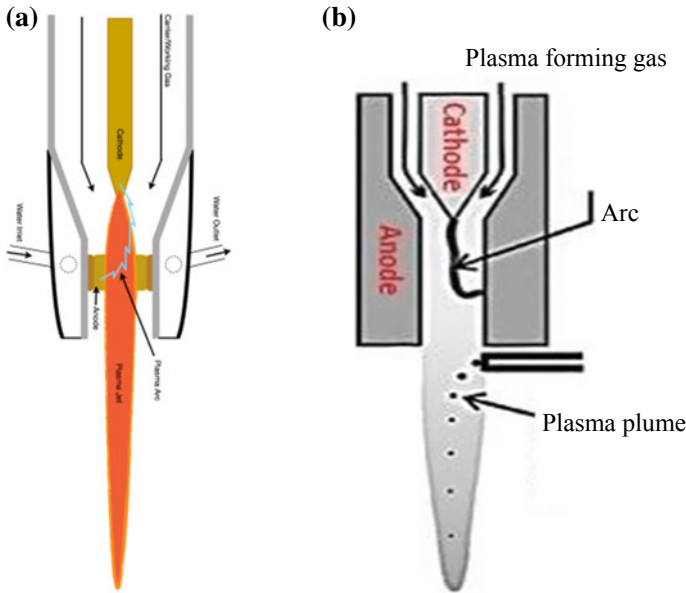 (a)
Carrier/Working Gas
Cathode
Water Inlet
Water Outlet
Anode
Plasma Arc
Plasma Jet
(b)
Plasma forming gas
Cathode
Anode
Arc
Plasma plume